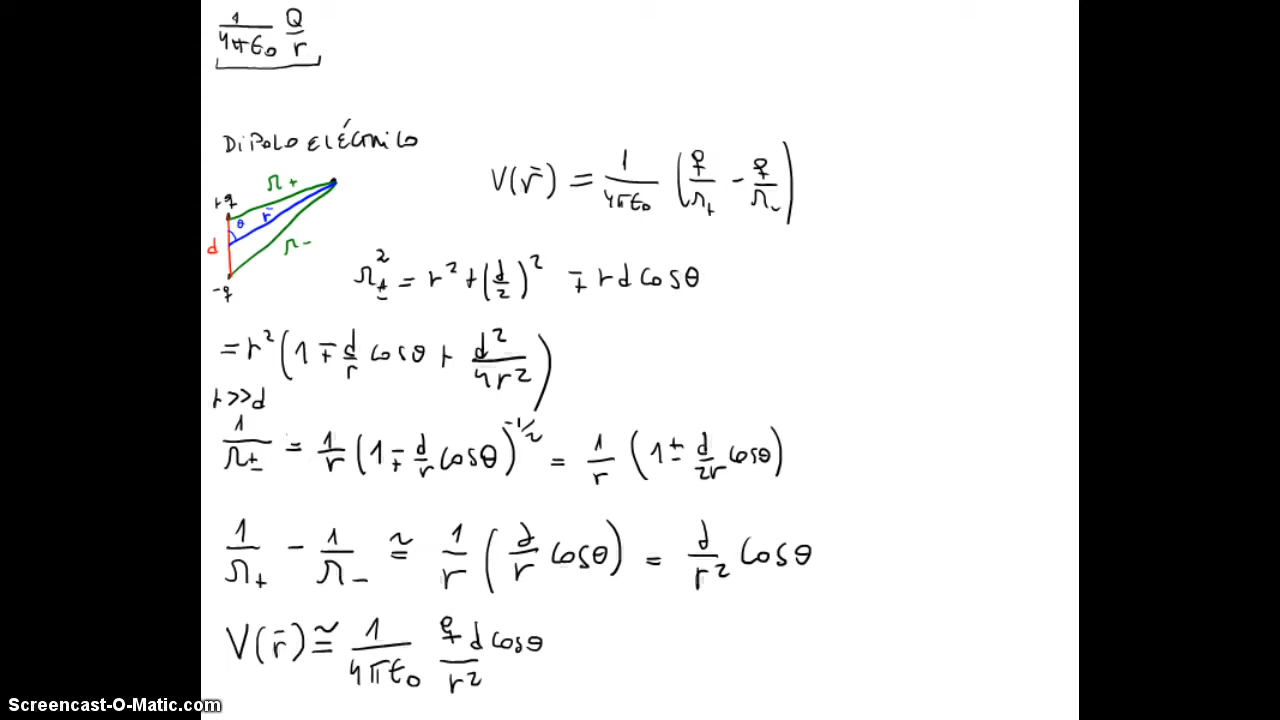 1/(4πε₀) Q/r
DIPOLO ELÉCTRICO
V(r̄) = 1/(4πε₀) (q/𝓇₊ - q/𝓇₋)
+q 𝓇₊ θ r̄ d 𝓇₋ -q
𝓇±² = r² + (d/2)² ∓ r d cosθ
= r² (1 ∓ d/r cosθ + d²/4r²)
r >> d
1/𝓇± = 1/r (1 ∓ d/r cosθ)^(-1/2) = 1/r (1 ± d/2r cosθ)
1/𝓇₊ - 1/𝓇₋ ≅ 1/r (d/r cosθ) = d/r² cosθ
V(r̄) ≅ 1/(4πε₀) q d cosθ/r²
Screencast-O-Matic.com